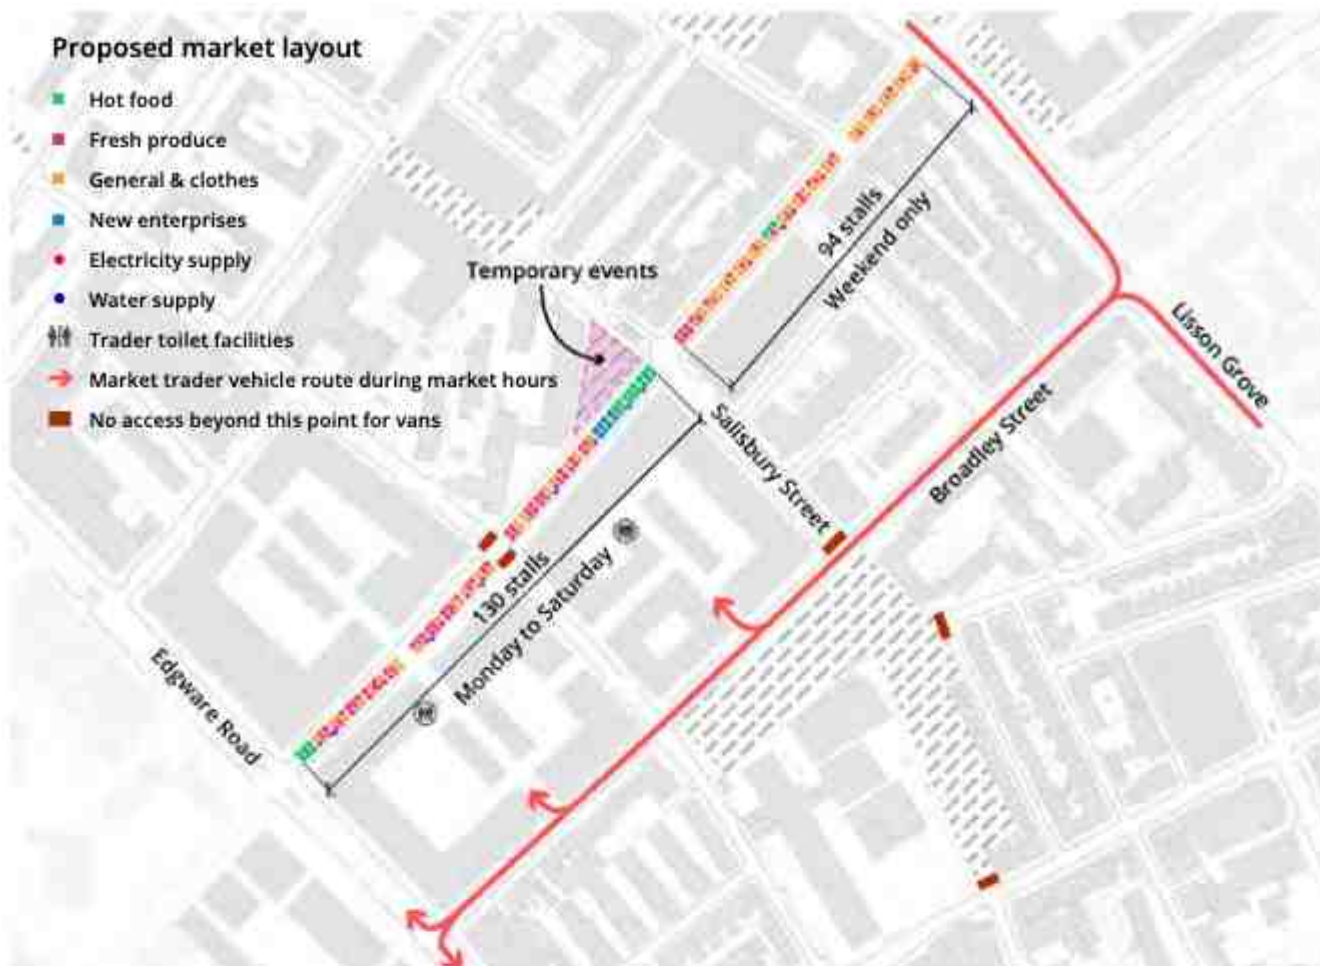 Proposed market layout
Hot food
Fresh produce
General & clothes
New enterprises
Electricity supply
Water supply
Trader toilet facilities
Market trader vehicle route during market hours
No access beyond this point for vans
Temporary events
94 stalls
Weekend only
Lisson Grove
Salisbury Street
Broadley Street
130 stalls
Monday to Saturday
Edgware Road